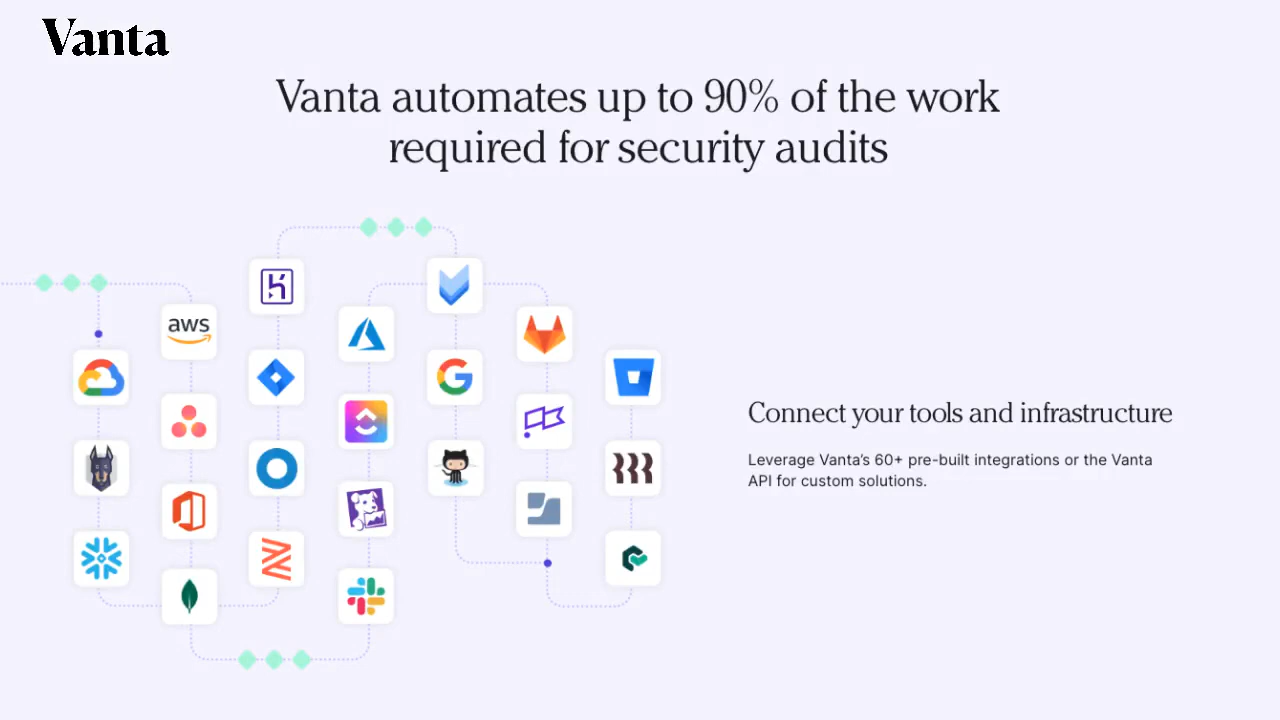 Vanta
Vanta automates up to 90% of the work
required for security audits
aws
Connect your tools and infrastructure
Leverage Vanta’s 60+ pre-built integrations or the Vanta
API for custom solutions.